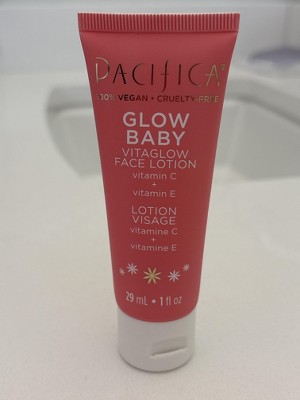 PACIFICA®
100% VEGAN • CRUELTY-FREE
GLOW
BABY
VITAGLOW
FACE LOTION
vitamin C
+
vitamin E
LOTION
VISAGE
vitamine C
+
vitamine E
29 mL • 1 fl oz